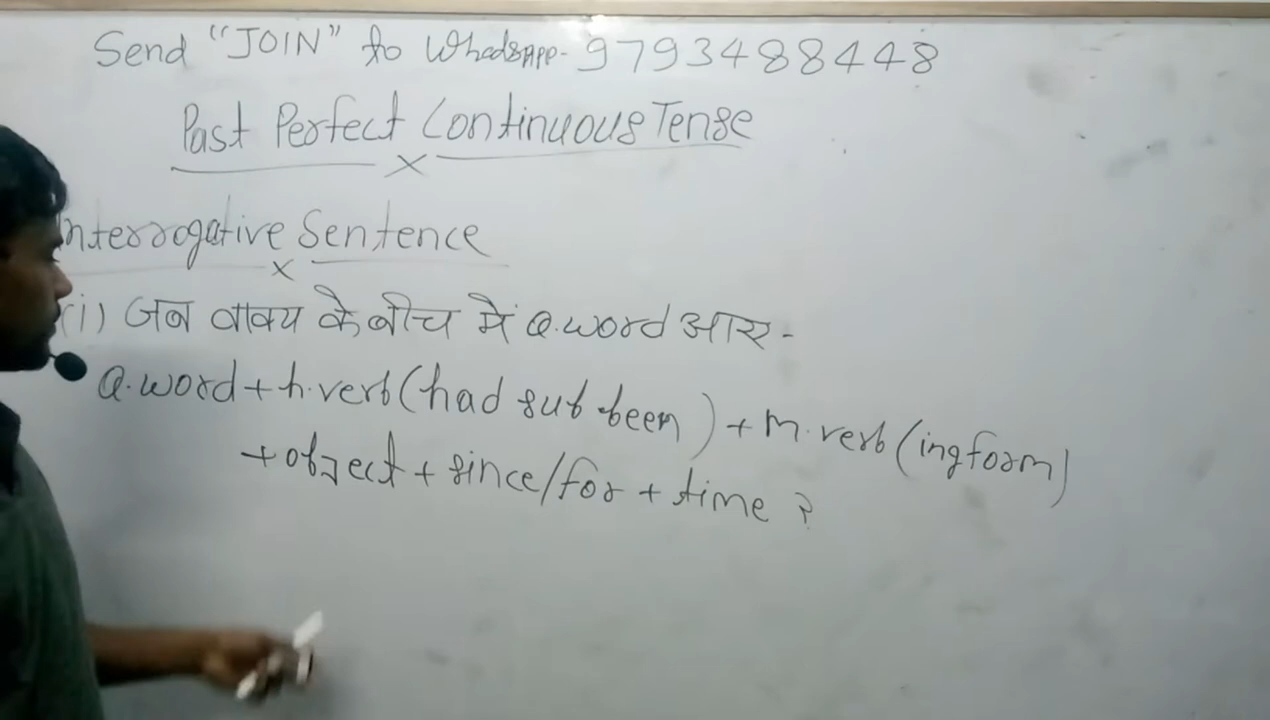 Send "JOIN" to WhatsApp- 9793488448
Past Perfect Continuous Tense
Interrogative Sentence
(i) जब वाक्य के बीच में Q.word आए -
Q.word + h.verb (had sub been) + m.verb (ing form)
+ object + since/for + time ?